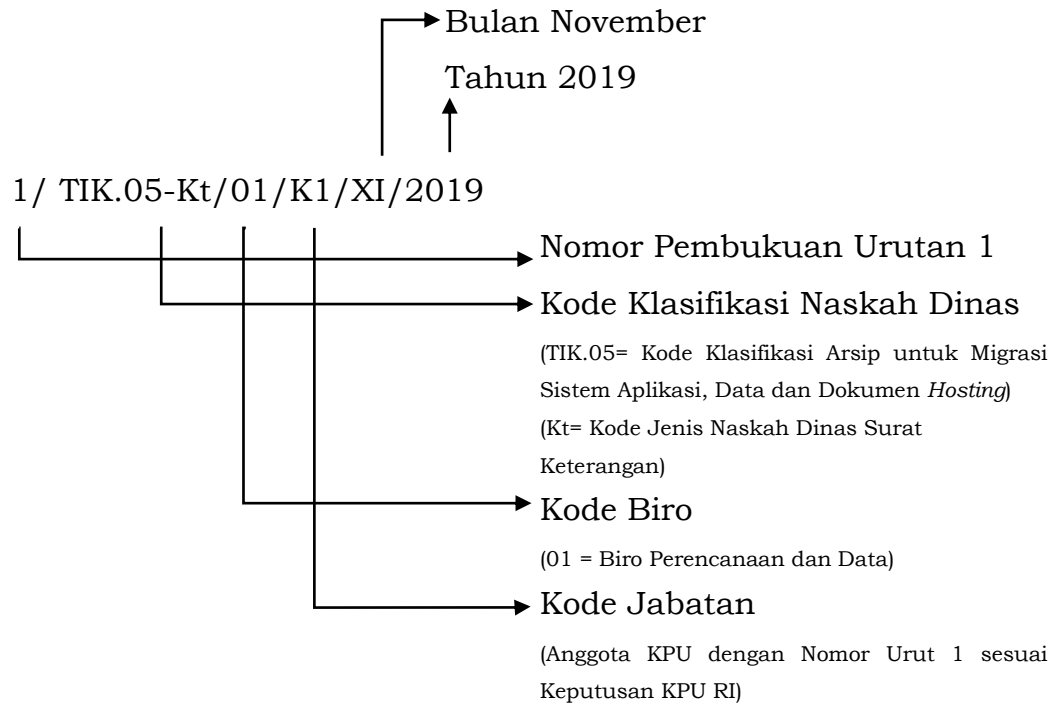 Bulan November
Tahun 2019
1/ TIK.05-Kt/01/K1/XI/2019
Nomor Pembukuan Urutan 1
Kode Klasifikasi Naskah Dinas
(TIK.05= Kode Klasifikasi Arsip untuk Migrasi
Sistem Aplikasi, Data dan Dokumen Hosting)
(Kt= Kode Jenis Naskah Dinas Surat
Keterangan)
Kode Biro
(01 = Biro Perencanaan dan Data)
Kode Jabatan
(Anggota KPU dengan Nomor Urut 1 sesuai
Keputusan KPU RI)